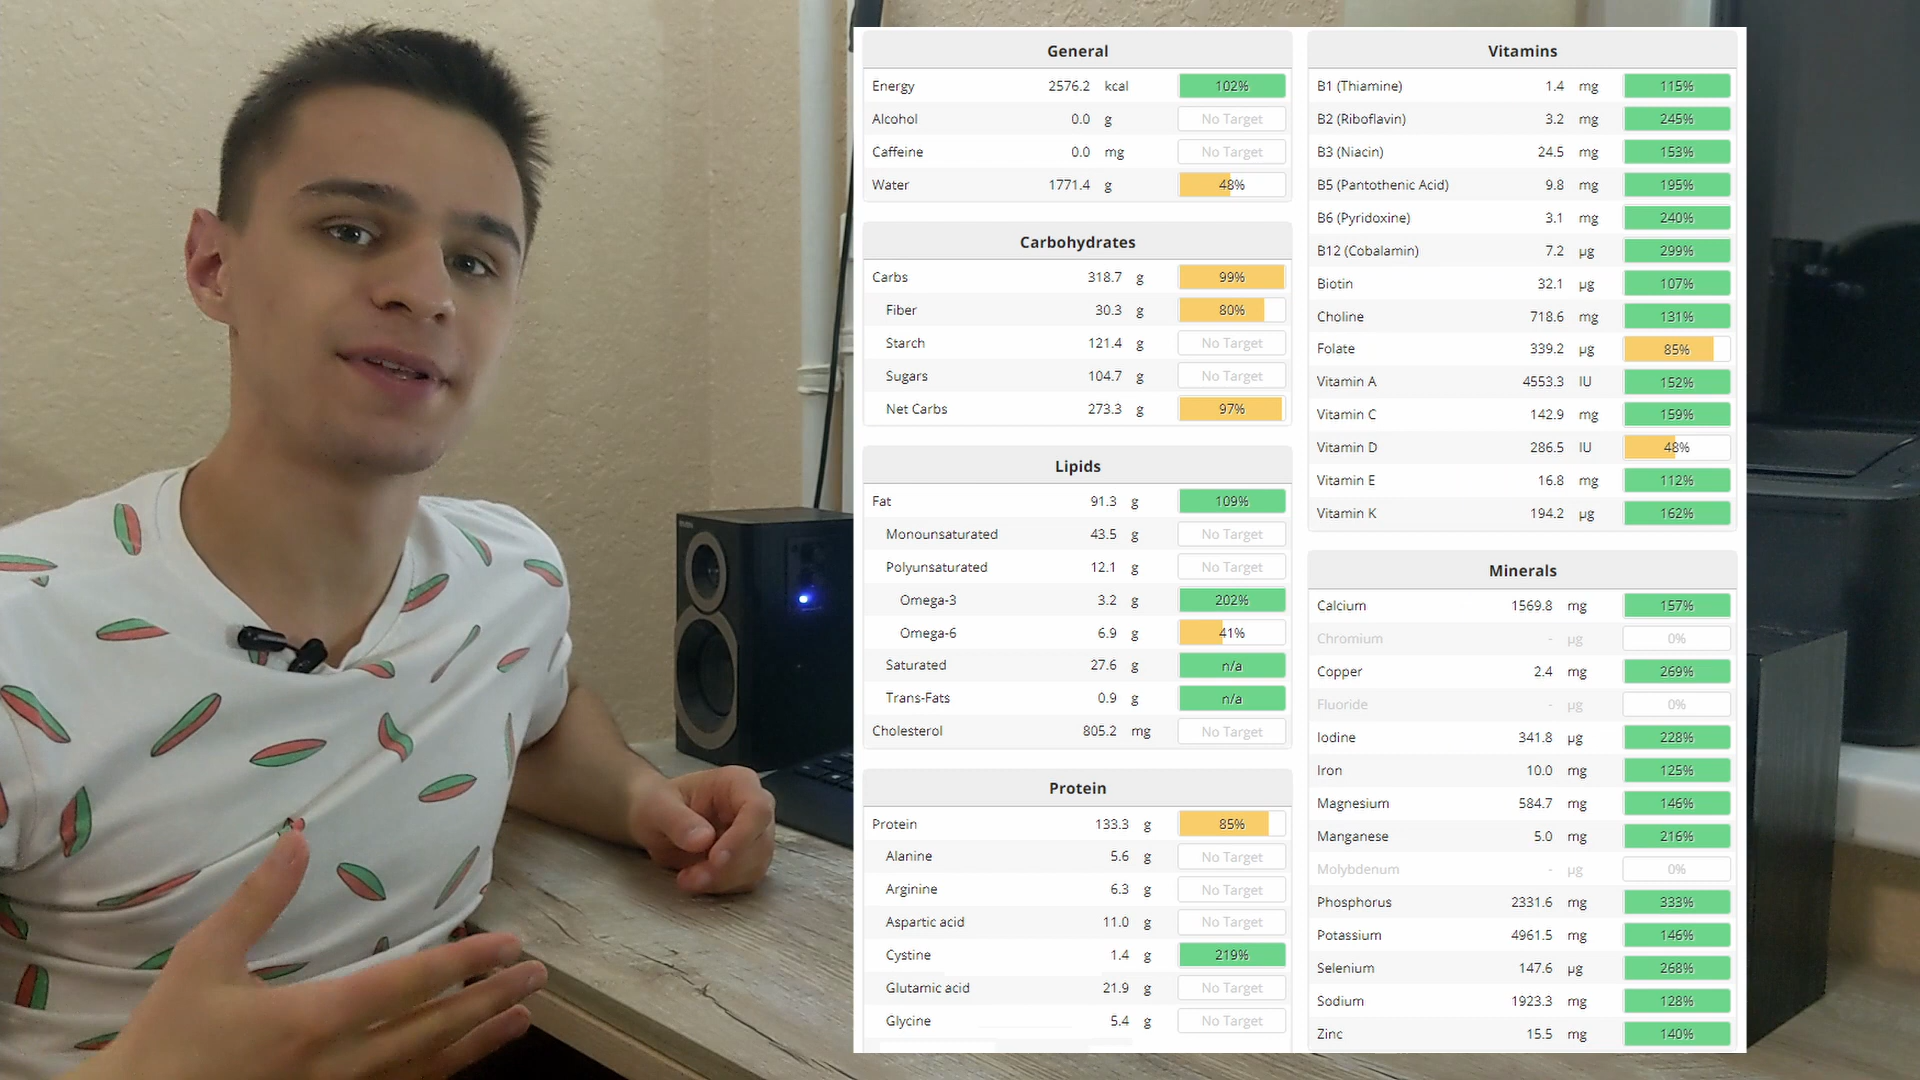 General
Energy 2576.2 kcal 102%
Alcohol 0.0 g No Target
Caffeine 0.0 mg No Target
Water 1771.4 g 48%
Carbohydrates
Carbs 318.7 g 99%
Fiber 30.3 g 80%
Starch 121.4 g No Target
Sugars 104.7 g No Target
Net Carbs 273.3 g 97%
Lipids
Fat 91.3 g 109%
Monounsaturated 43.5 g No Target
Polyunsaturated 12.1 g No Target
Omega-3 3.2 g 202%
Omega-6 6.9 g 41%
Saturated 27.6 g n/a
Trans-Fats 0.9 g n/a
Cholesterol 805.2 mg No Target
Protein
Protein 133.3 g 85%
Alanine 5.6 g No Target
Arginine 6.3 g No Target
Aspartic acid 11.0 g No Target
Cystine 1.4 g 219%
Glutamic acid 21.9 g No Target
Glycine 5.4 g No Target
Vitamins
B1 (Thiamine) 1.4 mg 115%
B2 (Riboflavin) 3.2 mg 245%
B3 (Niacin) 24.5 mg 153%
B5 (Pantothenic Acid) 9.8 mg 195%
B6 (Pyridoxine) 3.1 mg 240%
B12 (Cobalamin) 7.2 µg 299%
Biotin 32.1 µg 107%
Choline 718.6 mg 131%
Folate 339.2 µg 85%
Vitamin A 4553.3 IU 152%
Vitamin C 142.9 mg 159%
Vitamin D 286.5 IU 48%
Vitamin E 16.8 mg 112%
Vitamin K 194.2 µg 162%
Minerals
Calcium 1569.8 mg 157%
Chromium - µg 0%
Copper 2.4 mg 269%
Fluoride - µg 0%
Iodine 341.8 µg 228%
Iron 10.0 mg 125%
Magnesium 584.7 mg 146%
Manganese 5.0 mg 216%
Molybdenum - µg 0%
Phosphorus 2331.6 mg 333%
Potassium 4961.5 mg 146%
Selenium 147.6 µg 268%
Sodium 1923.3 mg 128%
Zinc 15.5 mg 140%